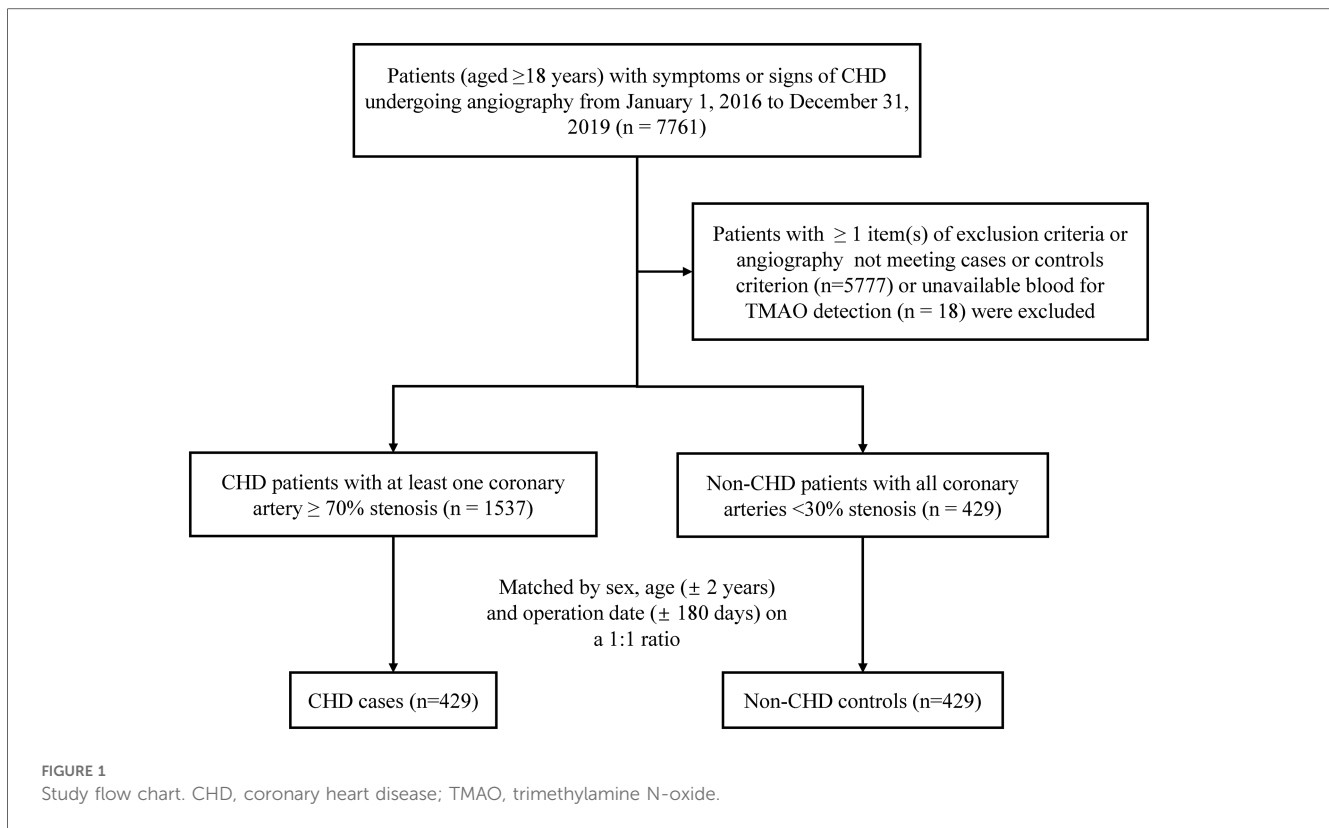 Patients (aged ≥18 years) with symptoms or signs of CHD
undergoing angiography from January 1, 2016 to December 31,
2019 (n = 7761)
Patients with ≥ 1 item(s) of exclusion criteria or
angiography not meeting cases or controls
criterion (n=5777) or unavailable blood for
TMAO detection (n = 18) were excluded
CHD patients with at least one coronary
artery ≥ 70% stenosis (n = 1537)
Non-CHD patients with all coronary
arteries <30% stenosis (n = 429)
Matched by sex, age (± 2 years)
and operation date (± 180 days) on
a 1:1 ratio
CHD cases (n=429)
Non-CHD controls (n=429)
FIGURE 1
Study flow chart. CHD, coronary heart disease; TMAO, trimethylamine N-oxide.